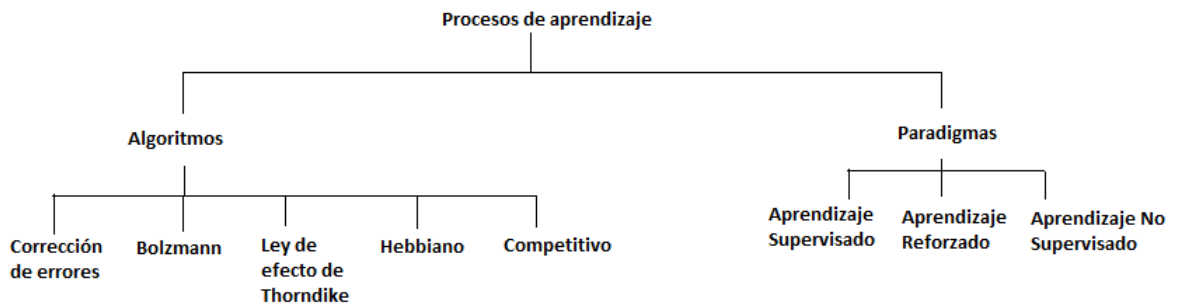 Procesos de aprendizaje
Algoritmos
Paradigmas
Corrección
de errores
Bolzmann
Ley de
efecto de
Thorndike
Hebbiano
Competitivo
Aprendizaje
Supervisado
Aprendizaje
Reforzado
Aprendizaje No
Supervisado